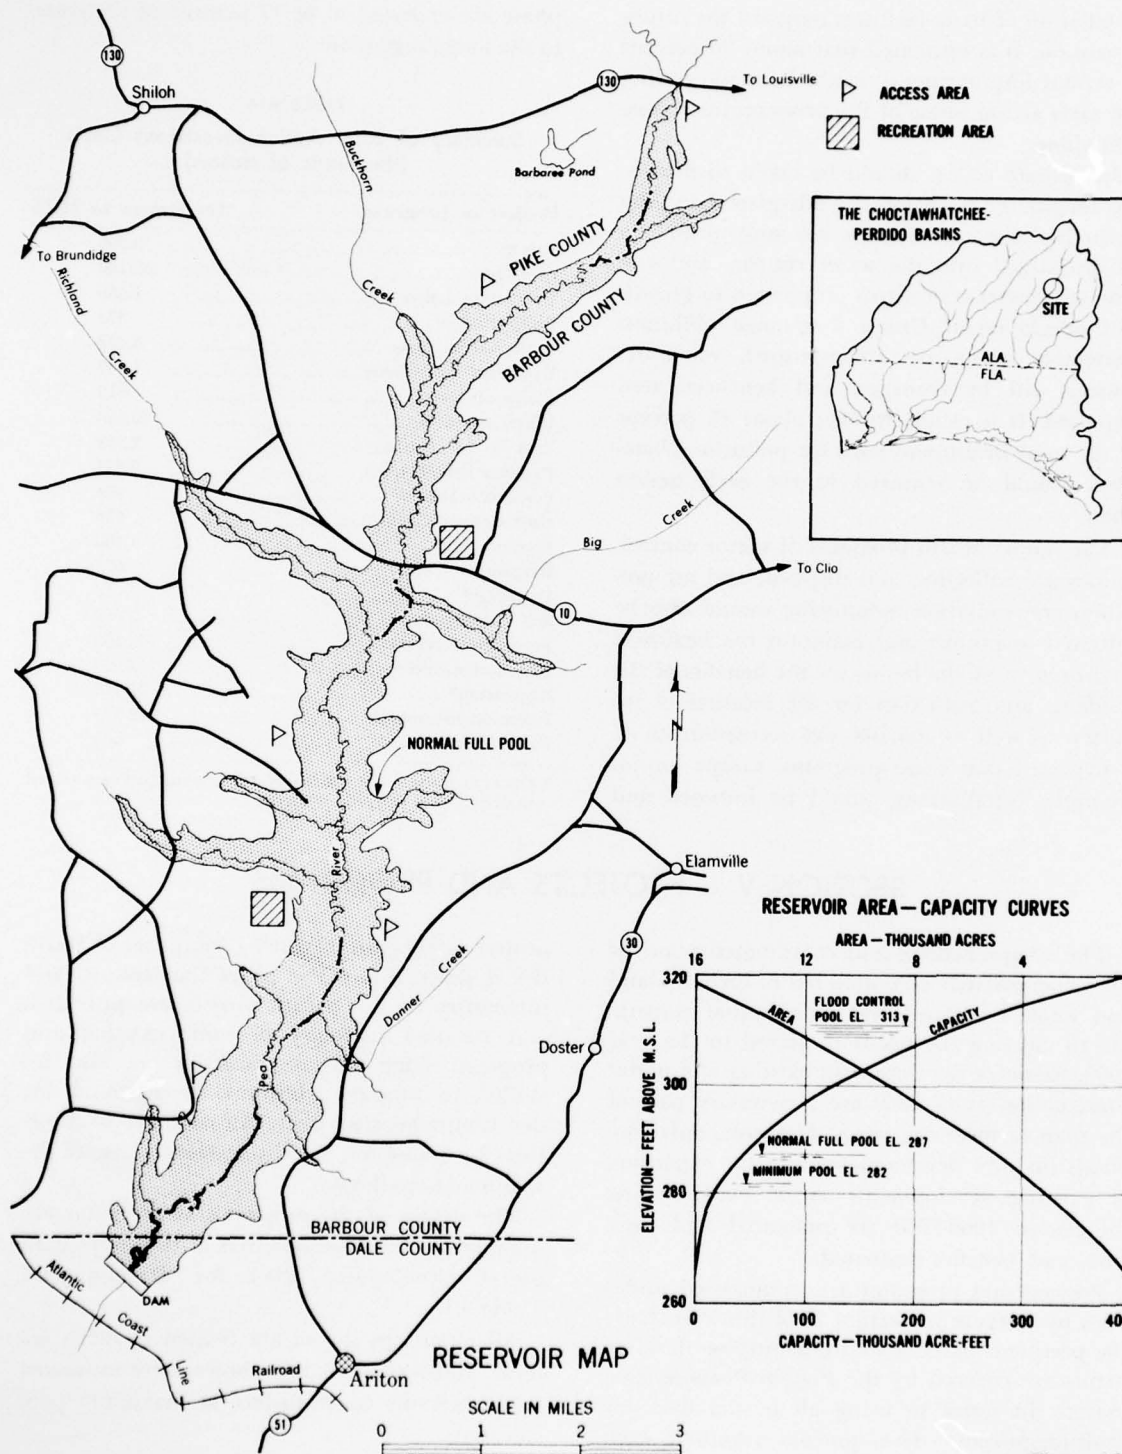 130
Shiloh
130
To Louisville
ACCESS AREA
RECREATION AREA
Buckhorn
Creek
Barbaree Pond
To Brundidge
Richland
Creek
PIKE COUNTY
BARBOUR COUNTY
THE CHOCTAWHATCHEE-
PERDIDO BASINS
SITE
ALA.
FLA.
Big
Creek
To Clio
10
N
NORMAL FULL POOL
River
Elamville
30
Danner Creek
Doster
Pea
BARBOUR COUNTY
DALE COUNTY
DAM
Atlantic
Coast
Line
Railroad
Ariton
51
RESERVOIR MAP
SCALE IN MILES
0 1 2 3
RESERVOIR AREA—CAPACITY CURVES
AREA—THOUSAND ACRES
16 12 8 4
320
300
280
260
ELEVATION—FEET ABOVE M.S.L.
AREA
FLOOD CONTROL
POOL EL. 313
CAPACITY
NORMAL FULL POOL EL. 287
MINIMUM POOL EL. 282
0 100 200 300
CAPACITY—THOUSAND ACRE-FEET